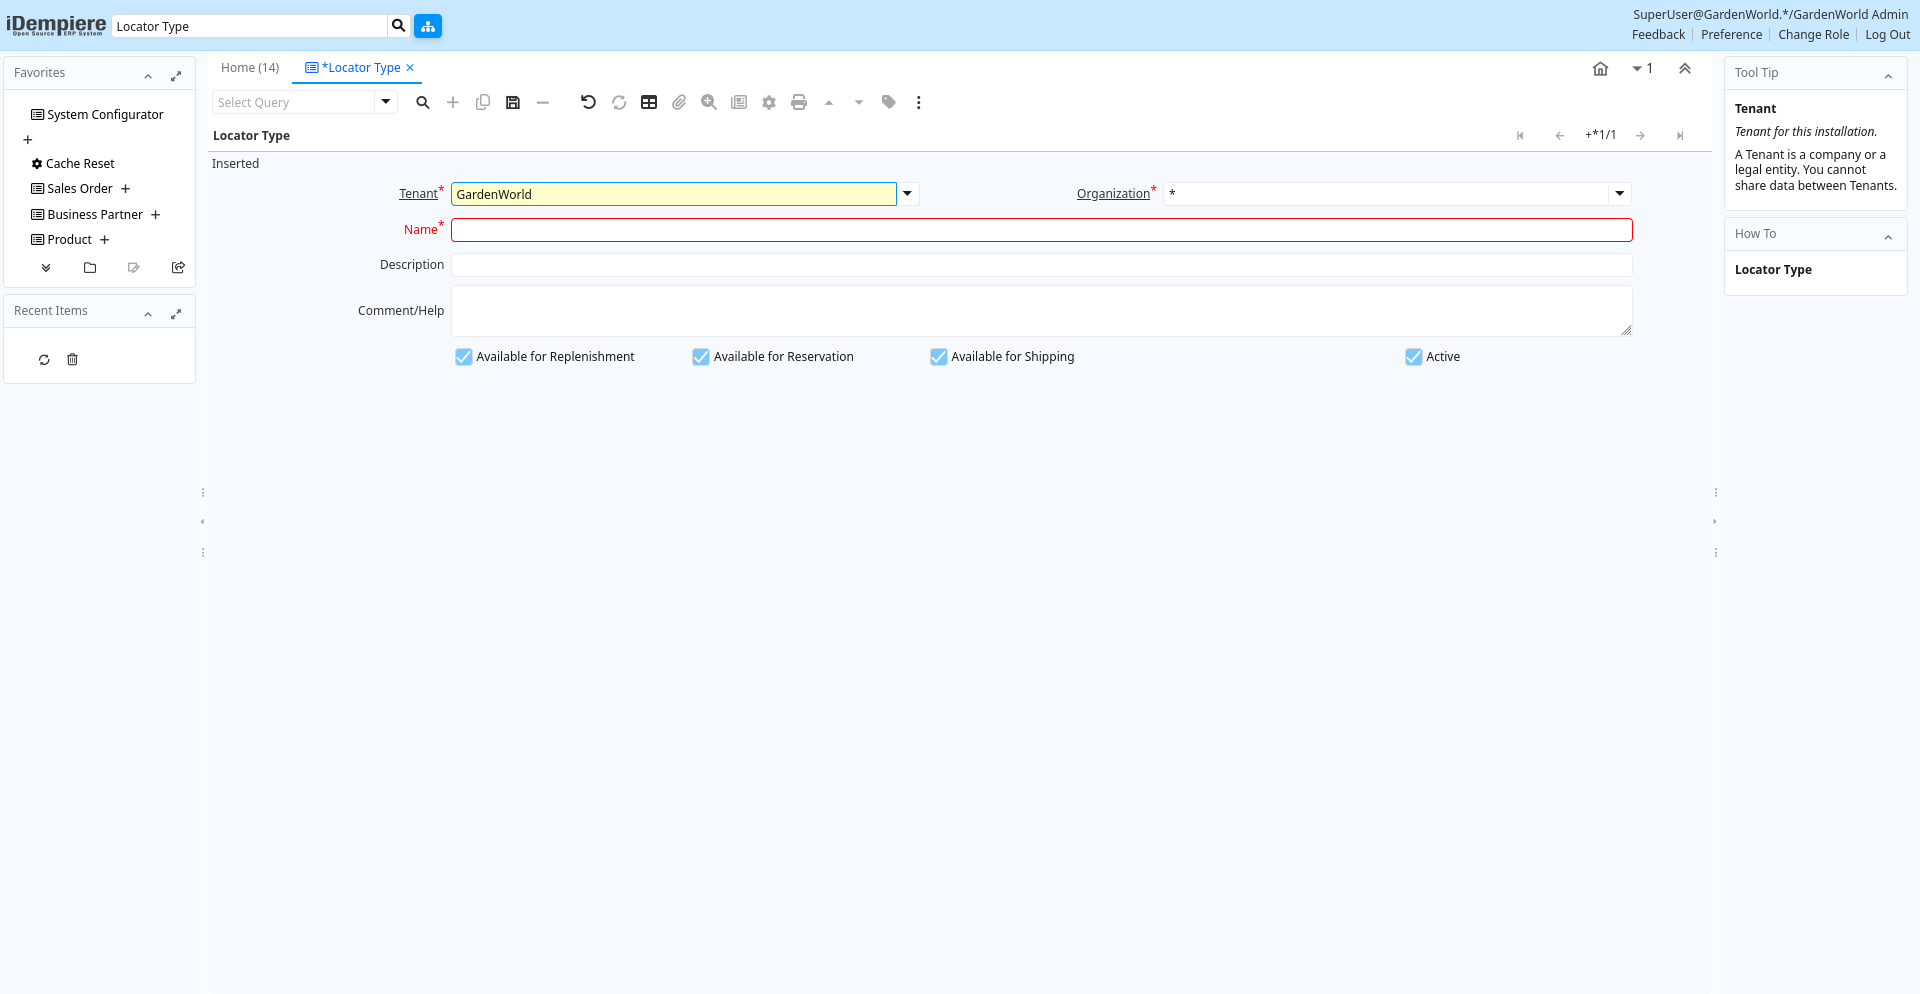 iDempiere
Open Source ERP System
Locator Type
SuperUser@GardenWorld.*/GardenWorld Admin
Feedback
Preference
Change Role
Log Out
Favorites
System Configurator
Cache Reset
Sales Order
Business Partner
Product
Recent Items
Home (14)
*Locator Type
1
Select Query
Locator Type
+*1/1
Inserted
Tenant*
GardenWorld
Organization*
*
Name*
Description
Comment/Help
Available for Replenishment
Available for Reservation
Available for Shipping
Active
Tool Tip
Tenant
Tenant for this installation.
A Tenant is a company or a
legal entity. You cannot
share data between Tenants.
How To
Locator Type